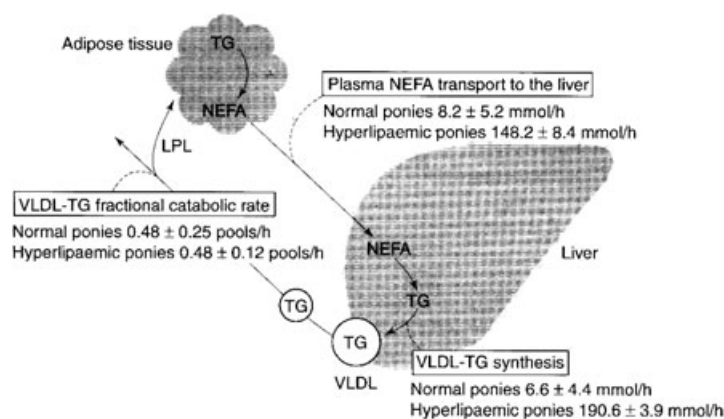 Adipose tissue
TG
NEFA
LPL
Plasma NEFA transport to the liver
Normal ponies 8.2 ± 5.2 mmol/h
Hyperlipaemic ponies 148.2 ± 8.4 mmol/h
VLDL-TG fractional catabolic rate
Normal ponies 0.48 ± 0.25 pools/h
Hyperlipaemic ponies 0.48 ± 0.12 pools/h
NEFA
Liver
TG
TG
TG
VLDL
VLDL-TG synthesis
Normal ponies 6.6 ± 4.4 mmol/h
Hyperlipaemic ponies 190.6 ± 3.9 mmol/h